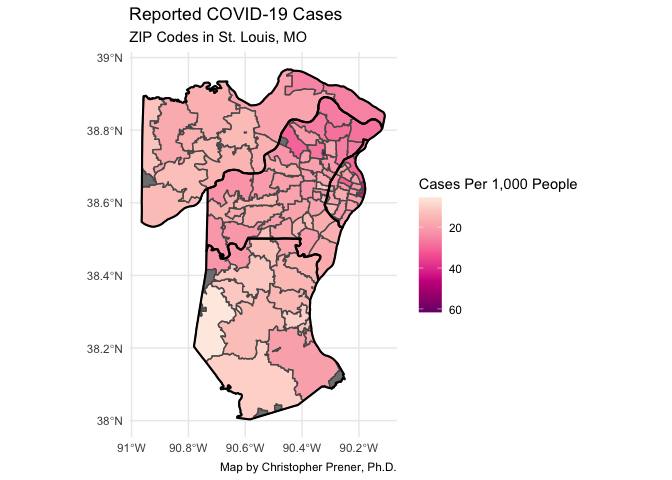 Reported COVID-19 Cases
ZIP Codes in St. Louis, MO
39°N
38.8°N
38.6°N
38.4°N
38.2°N
38°N
91°W
90.8°W
90.6°W
90.4°W
90.2°W
Cases Per 1,000 People
20
40
60
Map by Christopher Prener, Ph.D.